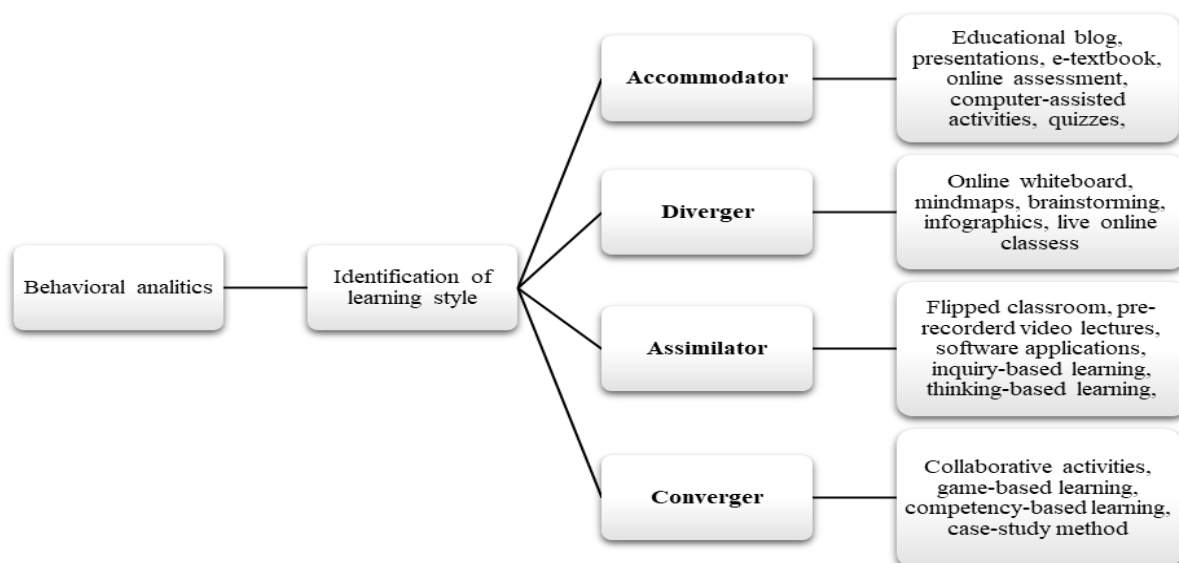 Behavioral analitics
Identification of
learning style
Accommodator
Educational blog,
presentations, e-textbook,
online assessment,
computer-assisted
activities, quizzes,
Diverger
Online whiteboard,
mindmaps, brainstorming,
infographics, live online
classess
Assimilator
Flipped classroom, pre-
recorderd video lectures,
software applications,
inquiry-based learning,
thinking-based learning,
Converger
Collaborative activities,
game-based learning,
competency-based learning,
case-study method